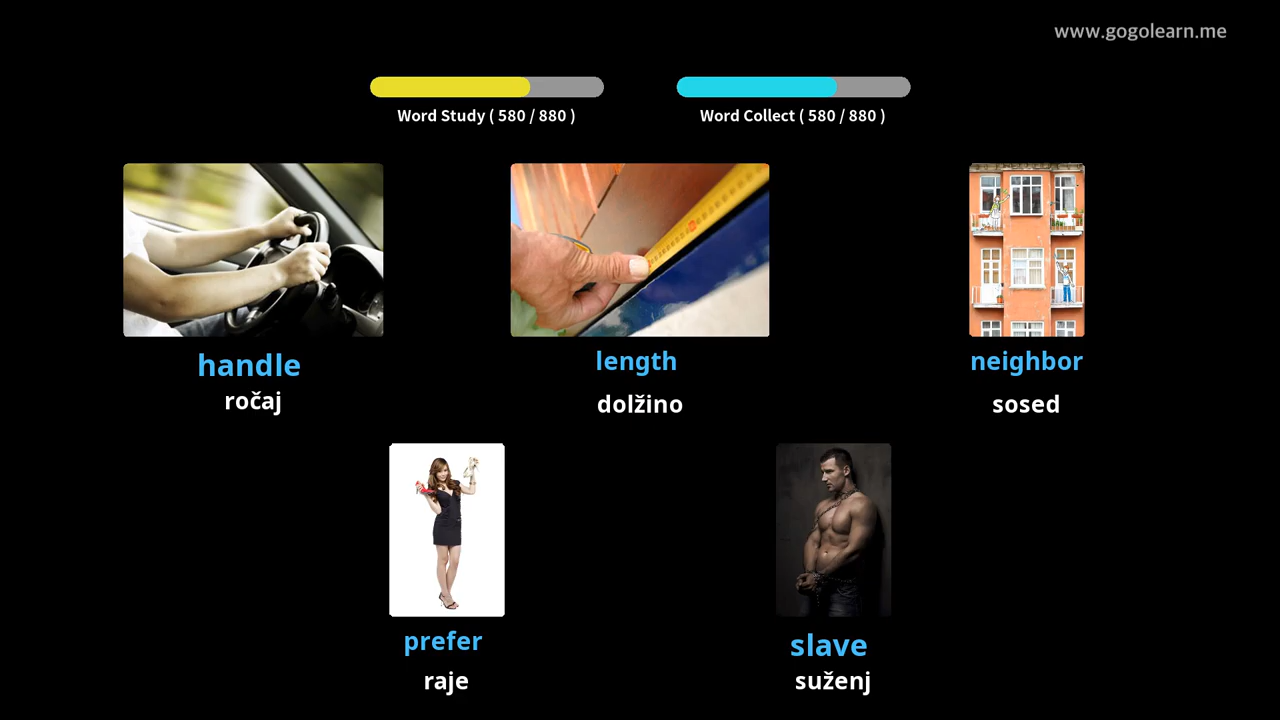 www.gogolearn.me
Word Study ( 580 / 880 )
Word Collect ( 580 / 880 )
handle
ročaj
length
dolžino
neighbor
sosed
prefer
raje
slave
suženj